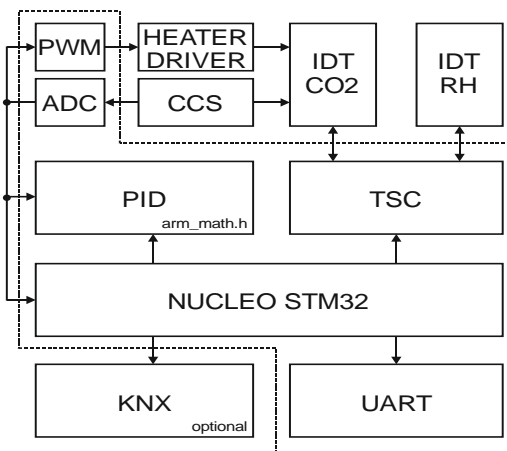 PWM
HEATER
DRIVER
IDT
CO2
IDT
RH
ADC
CCS
PID
arm_math.h
TSC
NUCLEO STM32
KNX
optional
UART